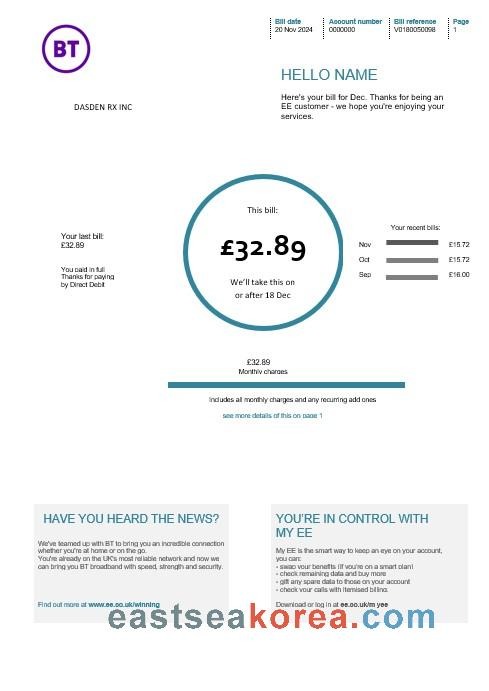 Bill date
20 Nov 2024
Account number
0000000
Bill reference
V0180050098
Page
1
BT
HELLO NAME
DASDEN RX INC
Here's your bill for Dec. Thanks for being an
EE customer - we hope you're enjoying your
services.
This bill:
£32.89
We'll take this on
or after 18 Dec
Your last bill:
£32.89
You paid in full
Thanks for paying
by Direct Debit
Your recent bills:
Nov £15.72
Oct £15.72
Sep £16.00
£32.89
Monthly charges
Includes all monthly charges and any recurring add ones
see more details of this on page 1
HAVE YOU HEARD THE NEWS?
We've teamed up with BT to bring you an incredible connection
whether you're at home or on the go.
You're already on the UK's most reliable network and now we
can bring you BT broadband with speed, strength and security.
Find out more at www.ee.co.uk/winning
YOU'RE IN CONTROL WITH
MY EE
My EE is the smart way to keep an eye on your account,
you can:
- swap your benefits (if you're on a smart plan)
- check remaining data and buy more
- gift any spare data to those on your account
- check your calls with itemised billing.
Download or log in at ee.co.uk/m yee
eastseakorea.com